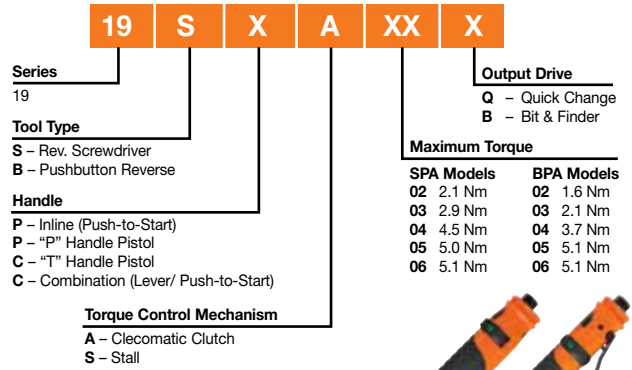 19 S X A XX X
Series
19
Tool Type
S – Rev. Screwdriver
B – Pushbutton Reverse
Handle
P – Inline (Push-to-Start)
P – “P” Handle Pistol
C – “T” Handle Pistol
C – Combination (Lever/ Push-to-Start)
Torque Control Mechanism
A – Clecomatic Clutch
S – Stall
Output Drive
Q – Quick Change
B – Bit & Finder
Maximum Torque
SPA Models BPA Models
02 2.1 Nm 02 1.6 Nm
03 2.9 Nm 03 2.1 Nm
04 4.5 Nm 04 3.7 Nm
05 5.0 Nm 05 5.1 Nm
06 5.1 Nm 06 5.1 Nm